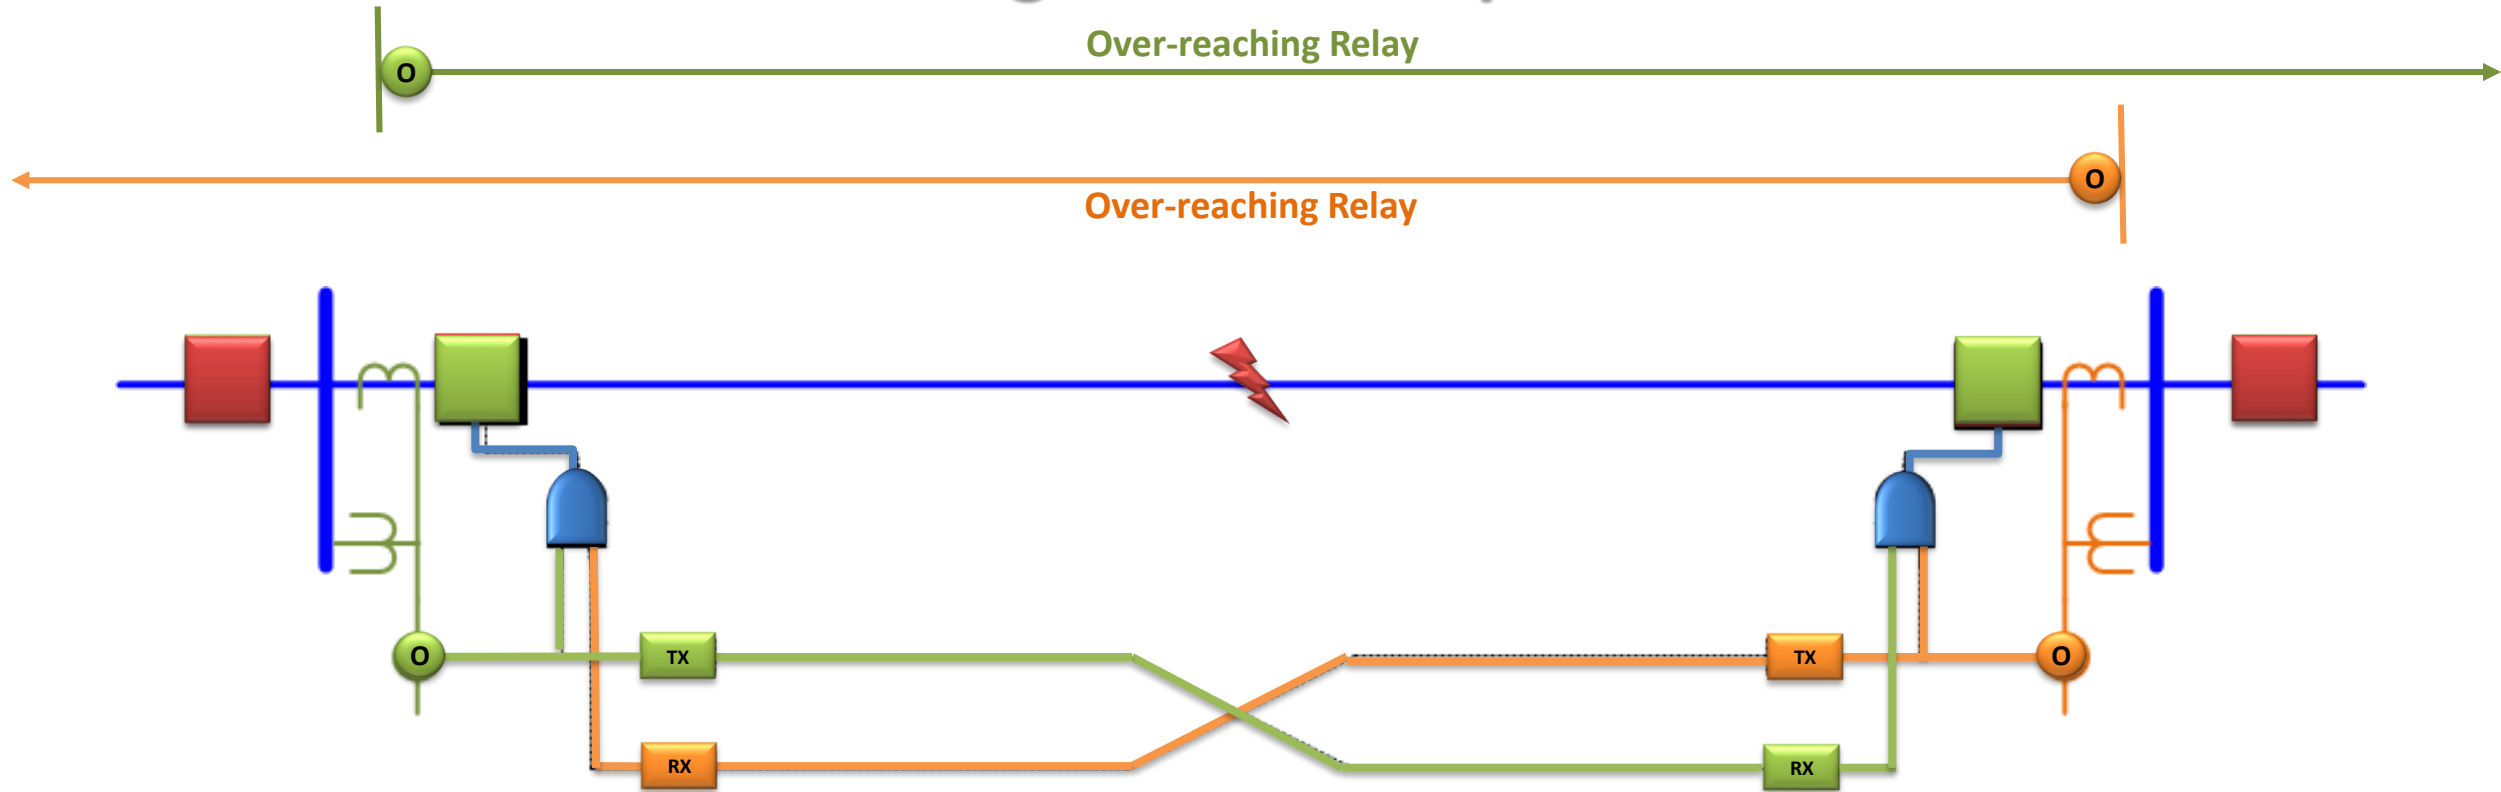 Over-reaching Relay
O
O
Over-reaching Relay
O
TX
TX
O
RX
RX